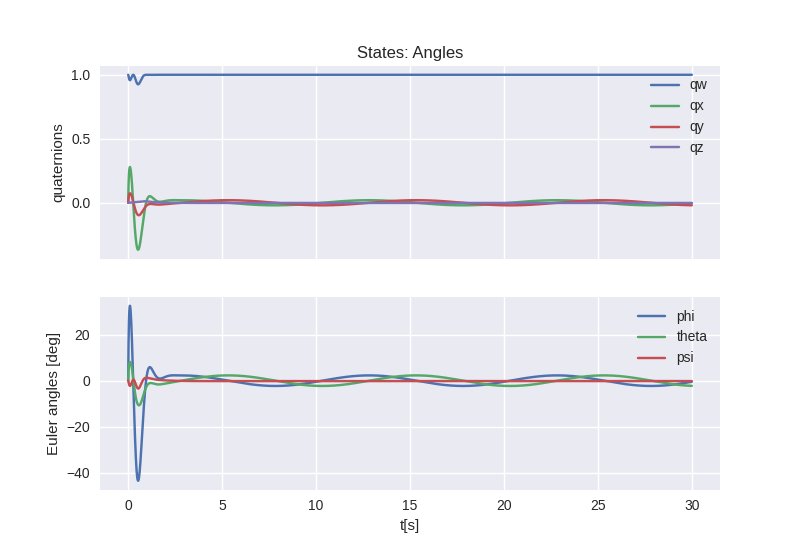 States: Angles
quaternions
1.0
0.5
0.0
qw
qx
qy
qz
Euler angles [deg]
20
0
−20
−40
phi
theta
psi
0 5 10 15 20 25 30
t[s]